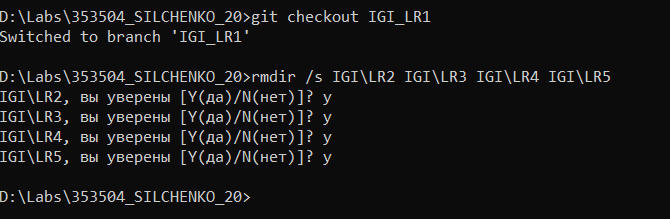 D:\Labs\353504_SILCHENKO_20>git checkout IGI_LR1
Switched to branch 'IGI_LR1'
D:\Labs\353504_SILCHENKO_20>rmdir /s IGI\LR2 IGI\LR3 IGI\LR4 IGI\LR5
IGI\LR2, вы уверены [Y(да)/N(нет)]? y
IGI\LR3, вы уверены [Y(да)/N(нет)]? y
IGI\LR4, вы уверены [Y(да)/N(нет)]? y
IGI\LR5, вы уверены [Y(да)/N(нет)]? y
D:\Labs\353504_SILCHENKO_20>